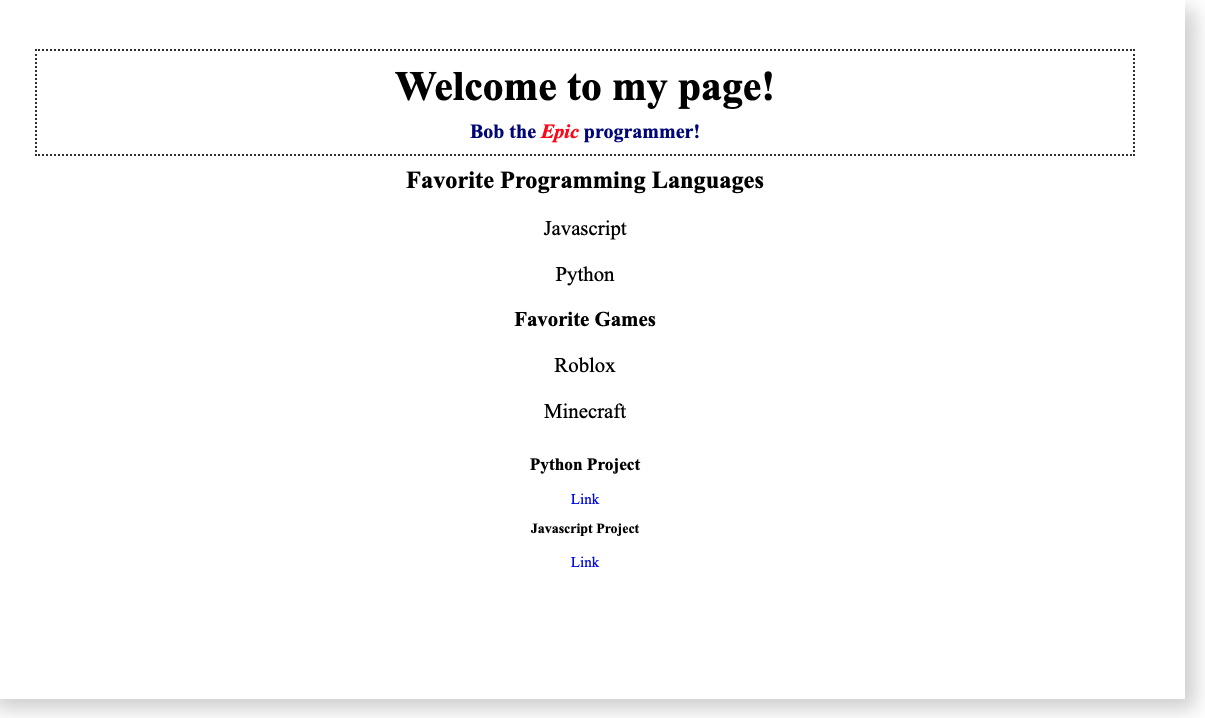 Welcome to my page!
Bob the Epic programmer!
Favorite Programming Languages
Javascript
Python
Favorite Games
Roblox
Minecraft
Python Project
Link
Javascript Project
Link